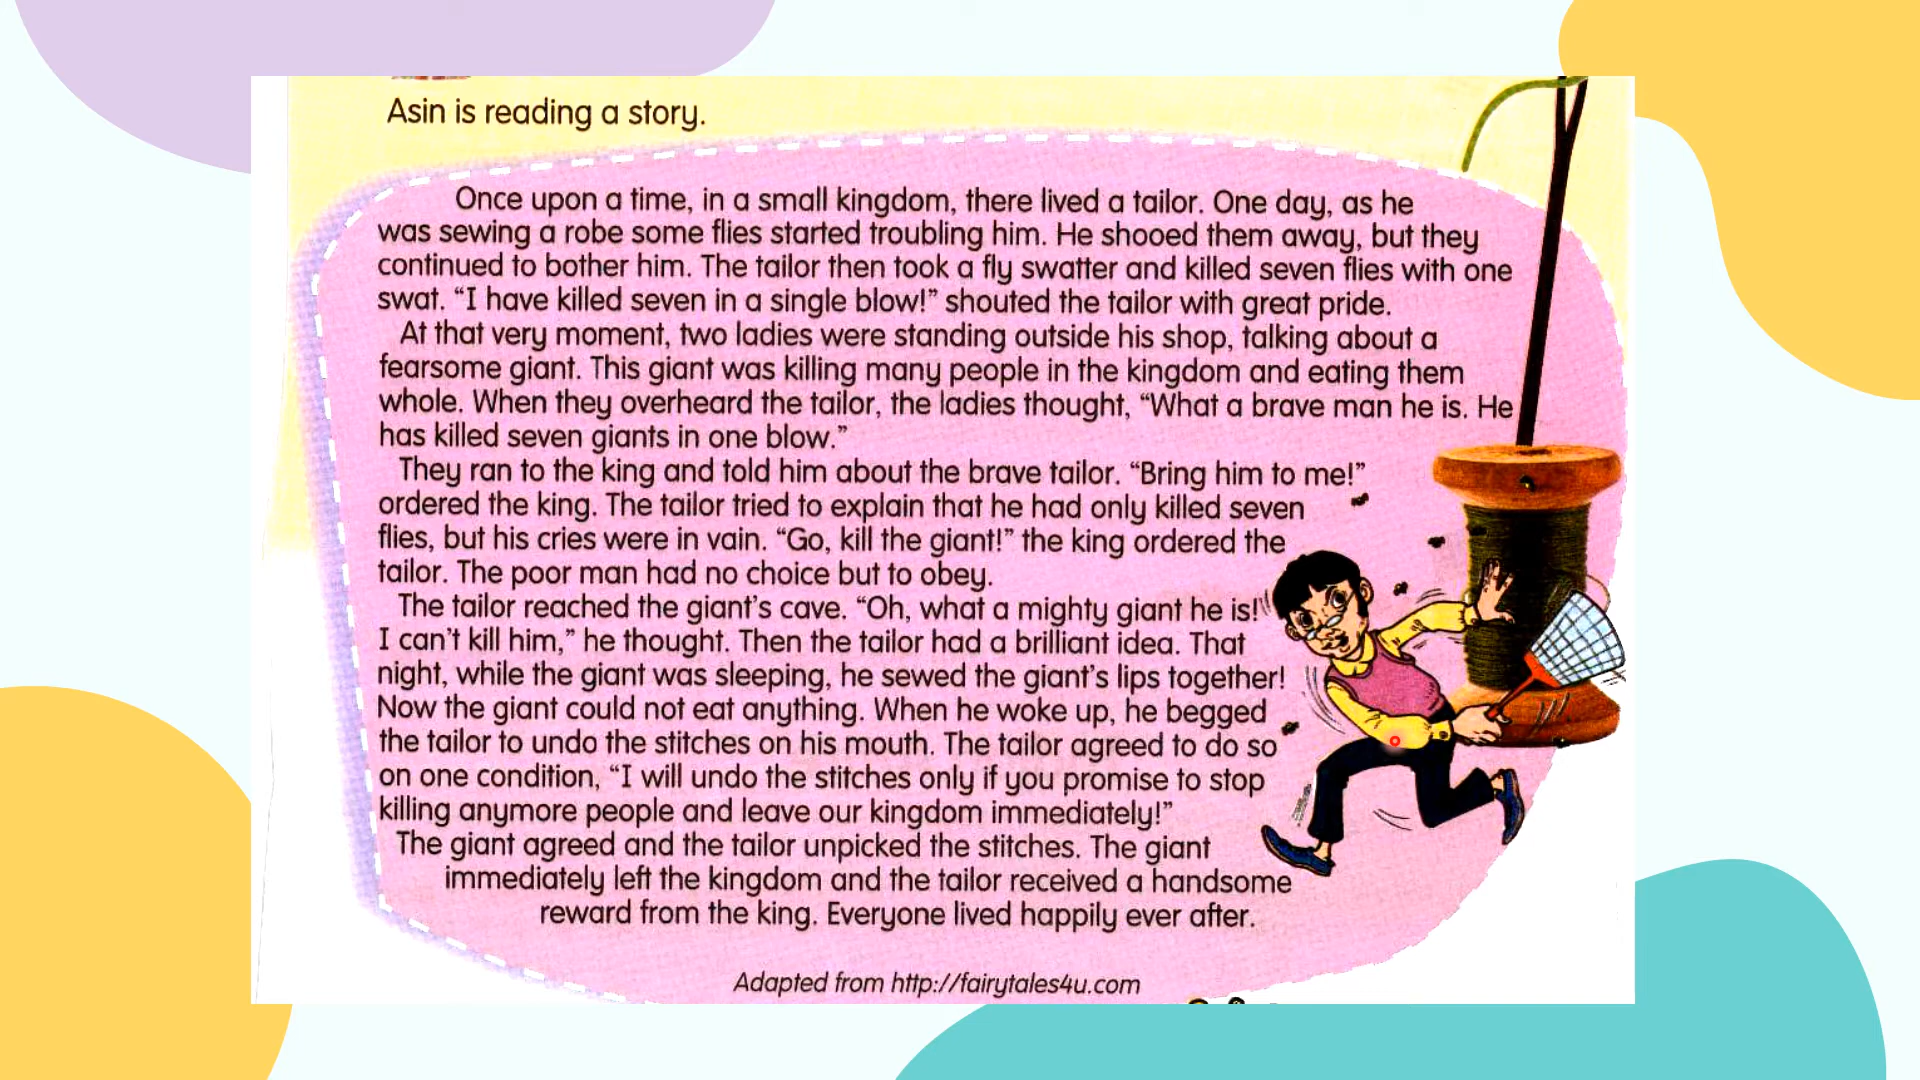 Asin is reading a story.
Once upon a time, in a small kingdom, there lived a tailor. One day, as he
was sewing a robe some flies started troubling him. He shooed them away, but they
continued to bother him. The tailor then took a fly swatter and killed seven flies with one
swat. “I have killed seven in a single blow!” shouted the tailor with great pride.
At that very moment, two ladies were standing outside his shop, talking about a
fearsome giant. This giant was killing many people in the kingdom and eating them
whole. When they overheard the tailor, the ladies thought, “What a brave man he is. He
has killed seven giants in one blow.”
They ran to the king and told him about the brave tailor. “Bring him to me!”
ordered the king. The tailor tried to explain that he had only killed seven
flies, but his cries were in vain. “Go, kill the giant!” the king ordered the
tailor. The poor man had no choice but to obey.
The tailor reached the giant’s cave. “Oh, what a mighty giant he is!
I can’t kill him,” he thought. Then the tailor had a brilliant idea. That
night, while the giant was sleeping, he sewed the giant’s lips together!
Now the giant could not eat anything. When he woke up, he begged
the tailor to undo the stitches on his mouth. The tailor agreed to do so
on one condition, “I will undo the stitches only if you promise to stop
killing anymore people and leave our kingdom immediately!”
The giant agreed and the tailor unpicked the stitches. The giant
immediately left the kingdom and the tailor received a handsome
reward from the king. Everyone lived happily ever after.
Adapted from http://fairytales4u.com